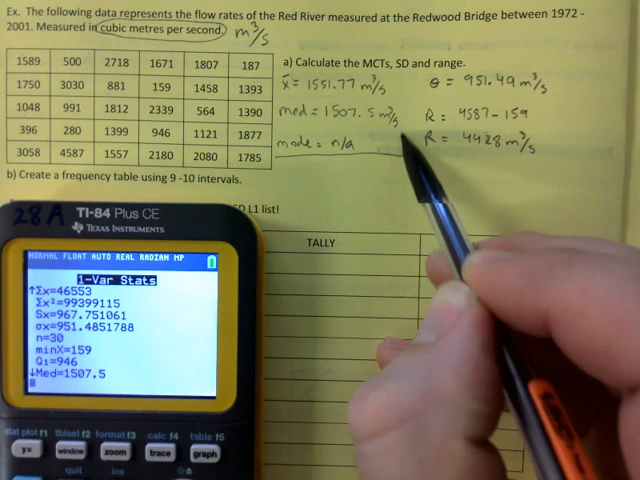 Ex. The following data represents the flow rates of the Red River measured at the Redwood Bridge between 1972 -
2001. Measured in cubic metres per second. m³/s
1589 500 2718 1671 1807 187
1750 3030 881 159 1458 1393
1048 991 1812 2339 564 1390
396 280 1399 946 1121 1877
3058 4587 1557 2180 2080 1785
a) Calculate the MCTs, SD and range.
x̄ = 1551.77 m³/s θ = 951.49 m³/s
med = 1507.5 m³/s R = 4587 - 159
mode = n/a R = 4428 m³/s
b) Create a frequency table using 9 -10 intervals.
L1 list!
TALLY
28A TI-84 Plus CE
TEXAS INSTRUMENTS
NORMAL FLOAT AUTO REAL RADIAN MP
1-Var Stats
↑Σx=46553
Σx²=99399115
Sx=967.751061
σx=951.4851788
n=30
minX=159
Q1=946
↓Med=1507.5
stat plot f1 tblset f2 format f3 calc f4 table f5
y= window zoom trace graph
quit ins